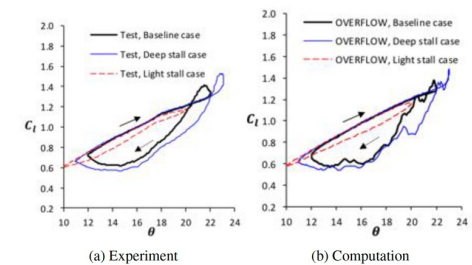 a)
2.0
1.8
1.6
1.4
1.2
1.0
0.8
0.6
0.4
0.2
Cl
Test, Baseline case
Test, Deep stall case
Test, Light stall case
10 12 14 16 18 20 22 24
θ
(a) Experiment
b)
2.0
1.8
1.6
1.4
1.2
1.0
0.8
0.6
0.4
0.2
Cl
OVERFLOW, Baseline case
OVERFLOW, Deep stall case
OVERFLOW, Light stall case
10 12 14 16 18 20 22 24
θ
(b) Computation